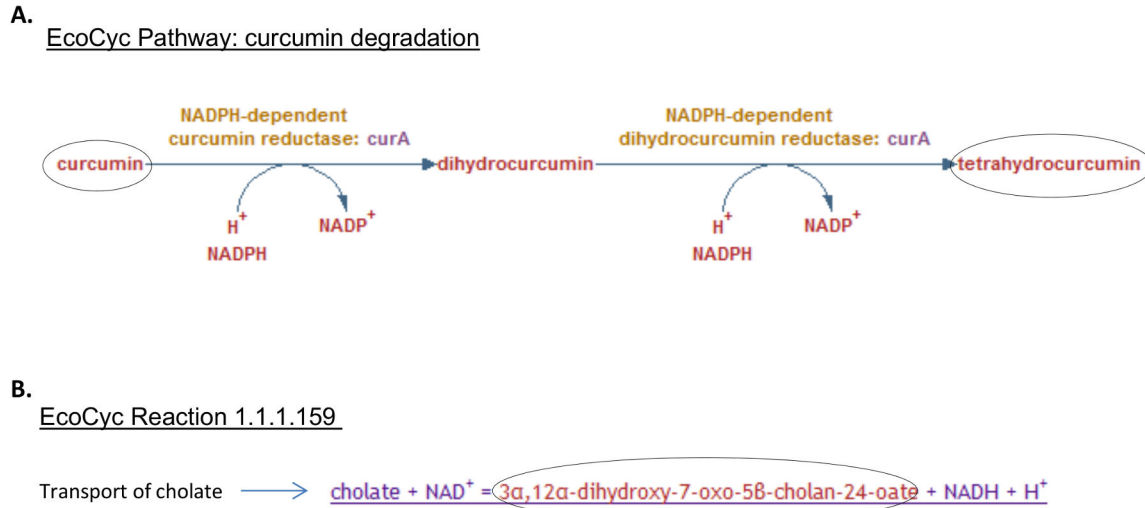 A.
EcoCyc Pathway: curcumin degradation
NADPH-dependent
curcumin reductase: curA
NADPH-dependent
dihydrocurcumin reductase: curA
curcumin
dihydrocurcumin
tetrahydrocurcumin
H⁺
NADPH
NADP⁺
H⁺
NADPH
NADP⁺
B.
EcoCyc Reaction 1.1.1.159
Transport of cholate
cholate + NAD⁺ = 3α,12α-dihydroxy-7-oxo-5ß-cholan-24-oate + NADH + H⁺